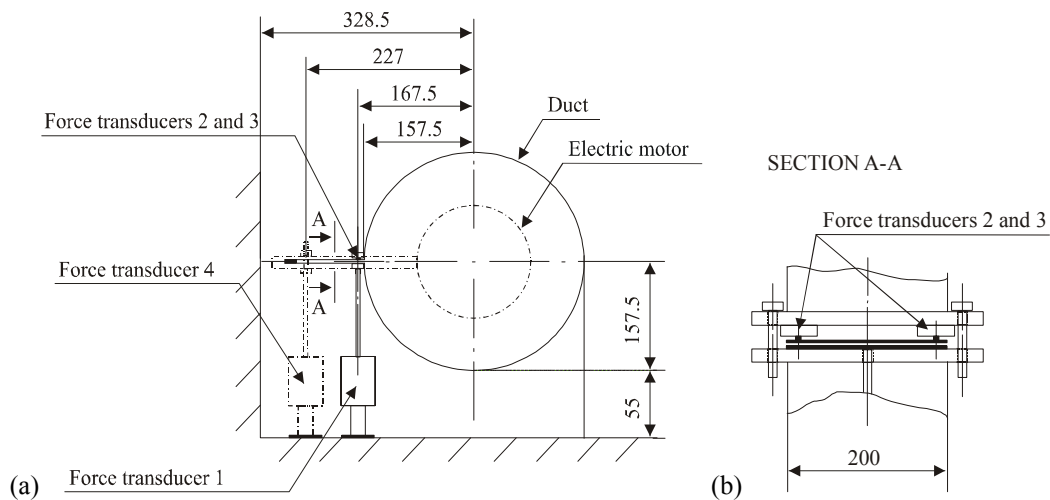 328.5
227
167.5
157.5
Duct
Electric motor
Force transducers 2 and 3
A
A
Force transducer 4
Force transducer 1
157.5
55
(a)
SECTION A-A
Force transducers 2 and 3
200
(b)